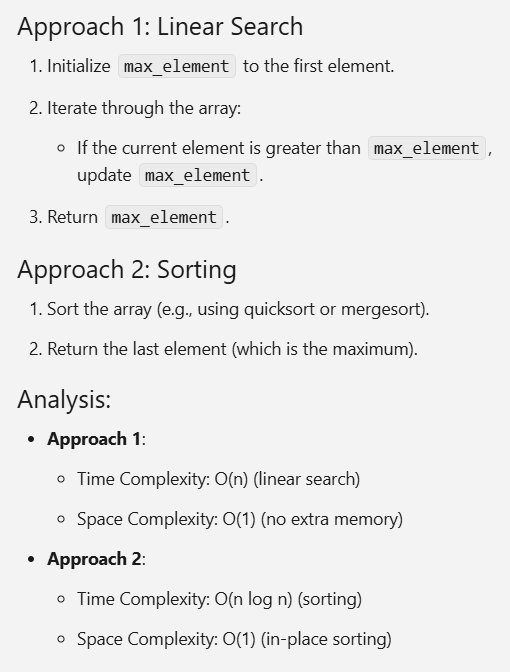 Approach 1: Linear Search
1. Initialize max_element to the first element.
2. Iterate through the array:
If the current element is greater than max_element,
update max_element.
3. Return max_element.
Approach 2: Sorting
1. Sort the array (e.g., using quicksort or mergesort).
2. Return the last element (which is the maximum).
Analysis:
• Approach 1:
Time Complexity: O(n) (linear search)
Space Complexity: O(1) (no extra memory)
• Approach 2:
Time Complexity: O(n log n) (sorting)
Space Complexity: O(1) (in-place sorting)